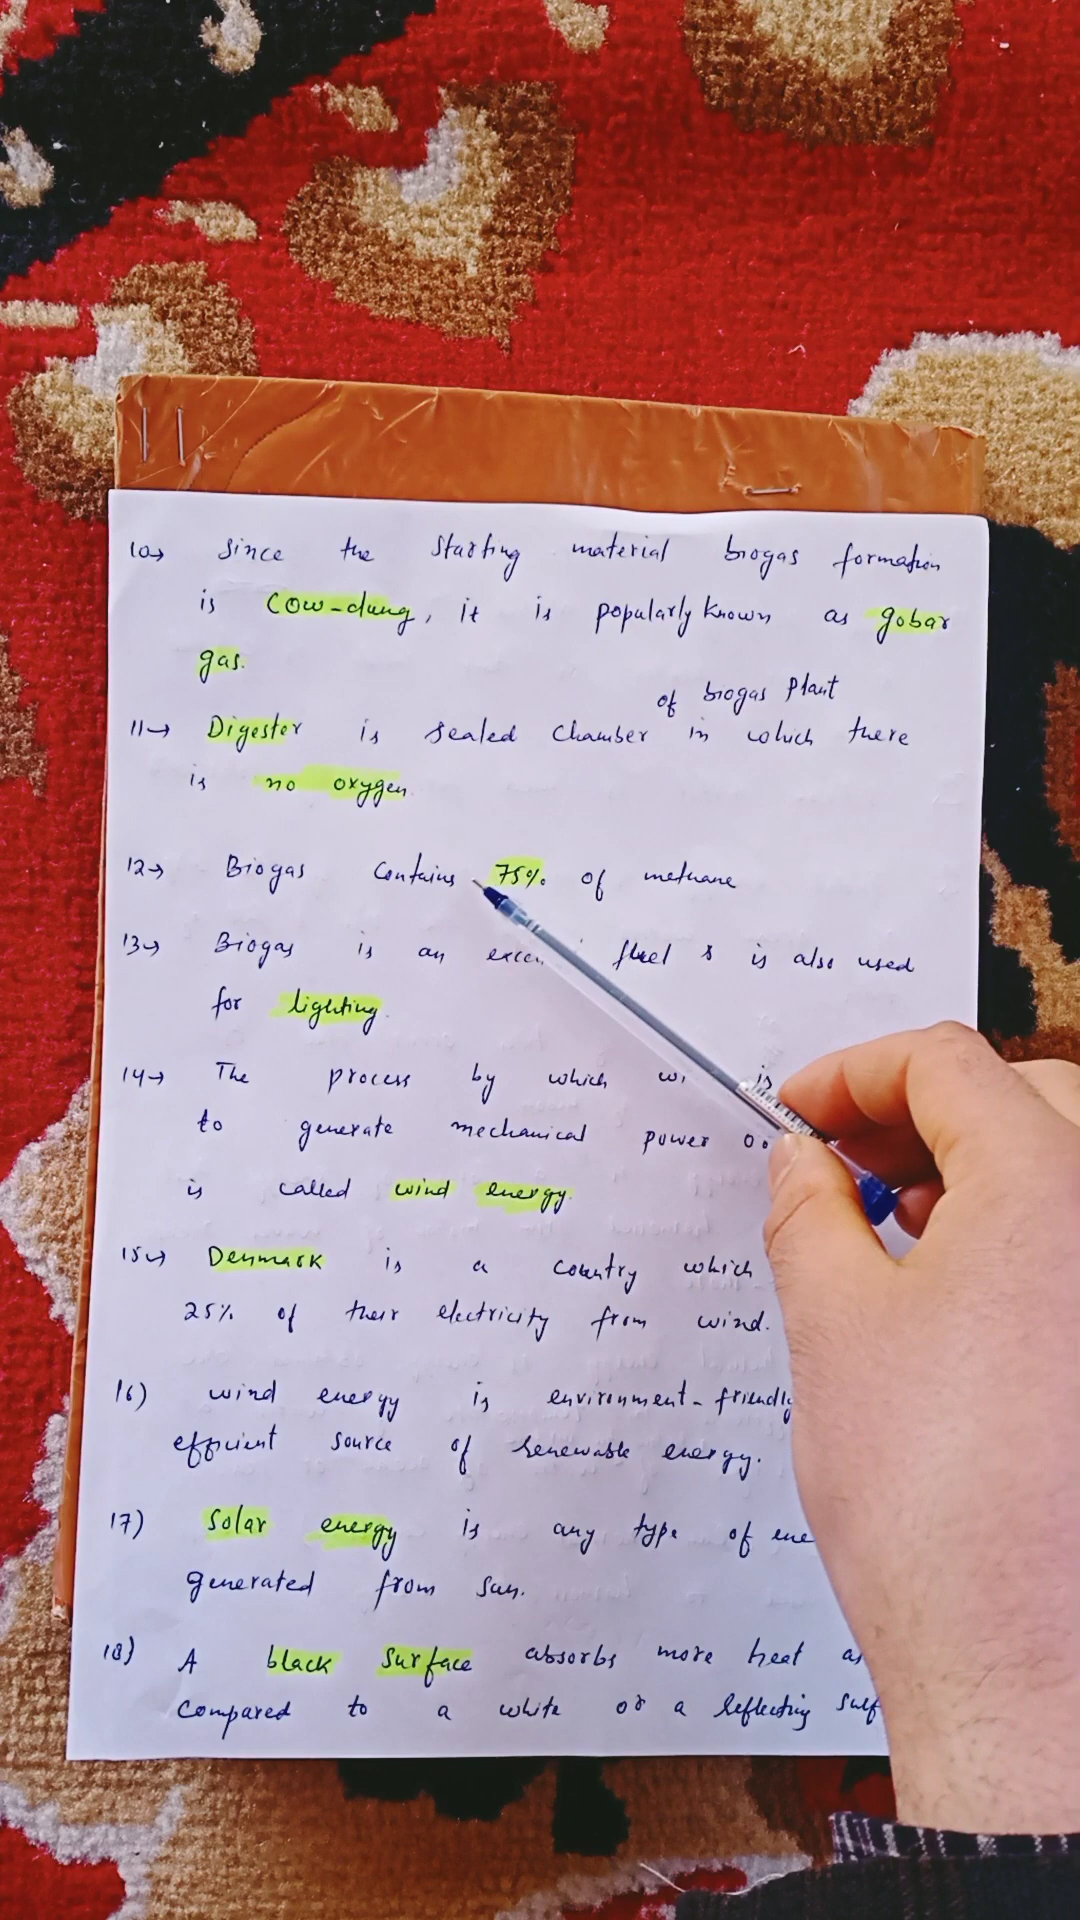 10→ Since the starting material biogas formation
is cow-dung, it is popularly known as gobar
gas.
of biogas Plant
11→ Digester is sealed chamber in which there
is no oxygen
12→ Biogas contains 75% of methane
13→ Biogas is an fuel & is also used
for lighting.
14→ The process by which is
to generate mechanical power
is called wind energy.
15→ Denmark is a country which
25% of their electricity from wind.
16) wind energy is environment-friendly
efficient source of renewable energy.
17) Solar energy is any type of
generated from sun.
18) A black surface absorbs more heat as
compared to a white or a reflecting